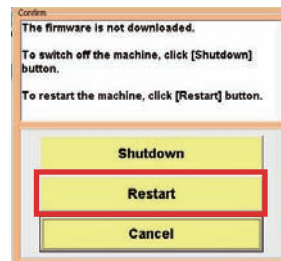 Confirm
The firmware is not downloaded.
To switch off the machine, click [Shutdown]
button.
To restart the machine, click [Restart] button.
Shutdown
Restart
Cancel